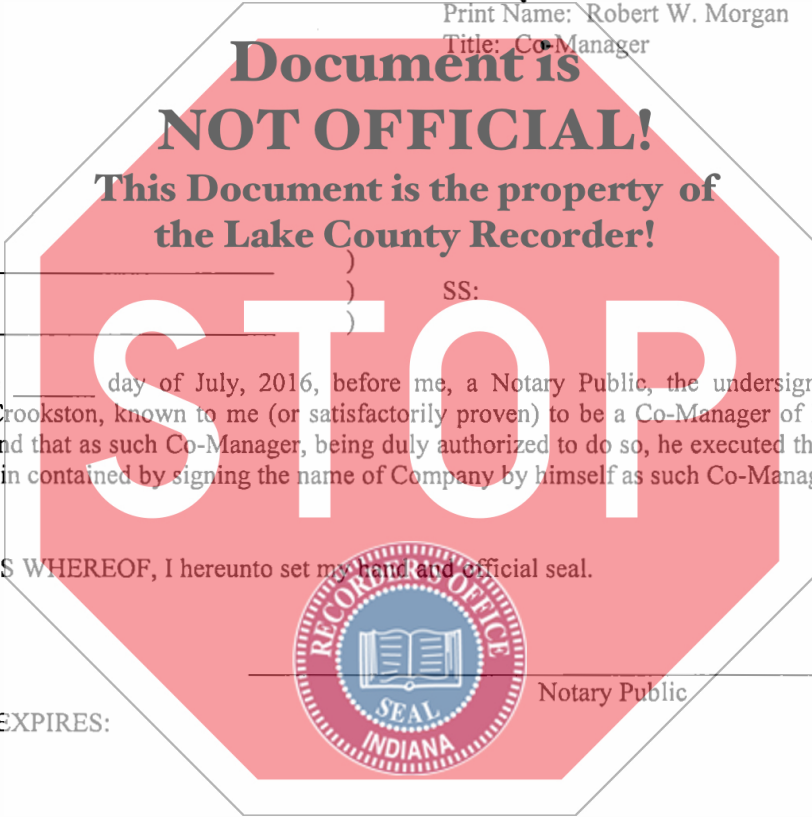 Print Name: Robert W. Morgan
Title: Co-Manager
Document is
NOT OFFICIAL!
This Document is the property of
the Lake County Recorder!
)
) SS:
)
day of July, 2016, before me, a Notary Public, the undersign
rookston, known to me (or satisfactorily proven) to be a Co-Manager of
nd that as such Co-Manager, being duly authorized to do so, he executed th
in contained by signing the name of Company by himself as such Co-Manag
STOP
S WHEREOF, I hereunto set my hand and official seal.
RECORDER'S OFFICE
SEAL
INDIANA
Notary Public
EXPIRES: